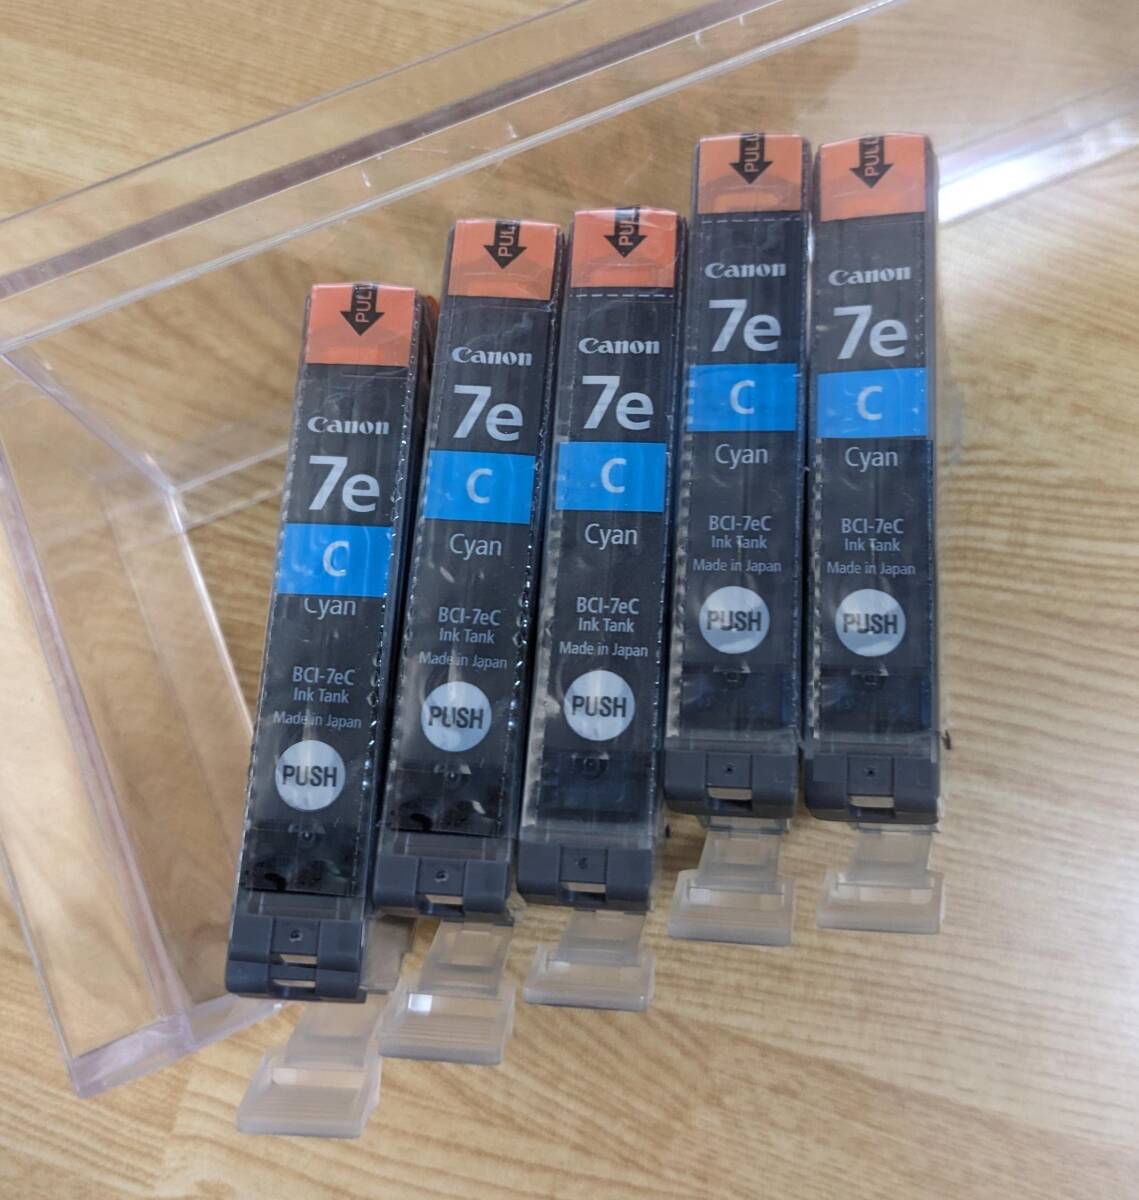 PULL
Canon
7e
C
Cyan
BCI-7eC
Ink Tank
Made in Japan
PUSH
PULL
Canon
7e
C
Cyan
BCI-7eC
Ink Tank
Made in Japan
PUSH
PULL
Canon
7e
C
Cyan
BCI-7eC
Ink Tank
Made in Japan
PUSH
PULL
Canon
7e
C
Cyan
BCI-7eC
Ink Tank
Made in Japan
PUSH
PULL
Canon
7e
C
Cyan
BCI-7eC
Ink Tank
Made in Japan
PUSH